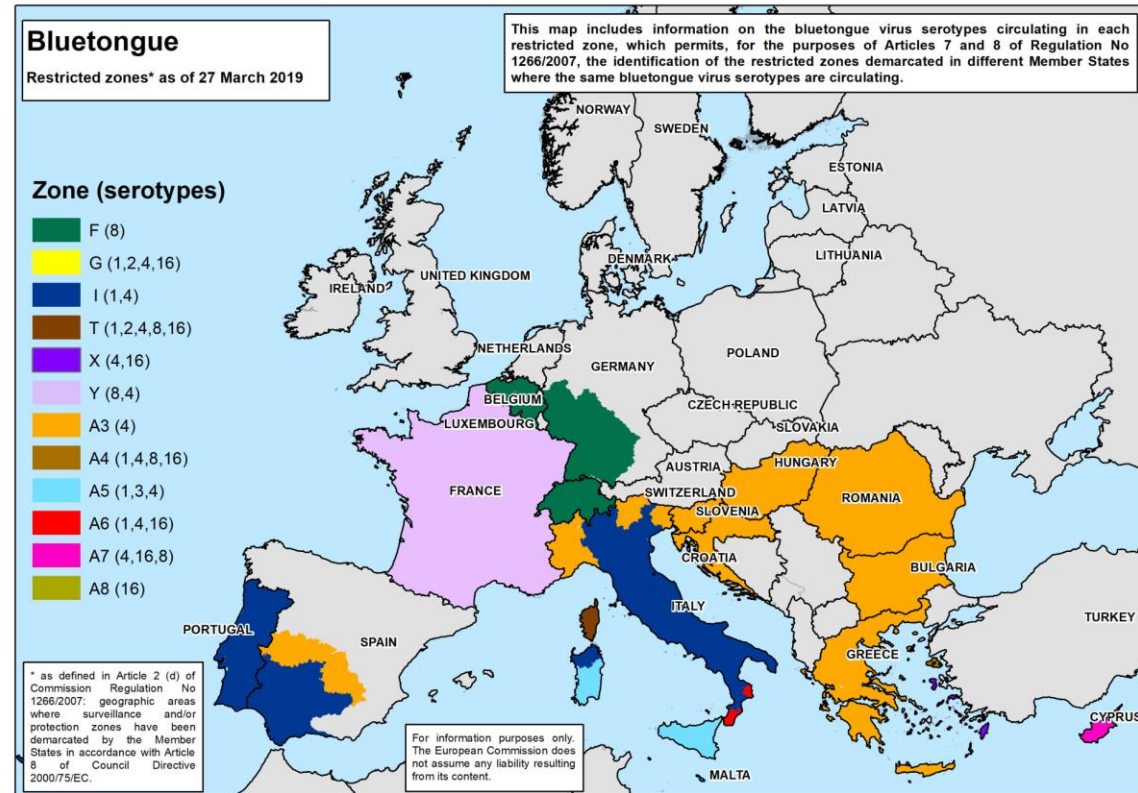 Bluetongue
Restricted zones* as of 27 March 2019
This map includes information on the bluetongue virus serotypes circulating in each
restricted zone, which permits, for the purposes of Articles 7 and 8 of Regulation No
1266/2007, the identification of the restricted zones demarcated in different Member States
where the same bluetongue virus serotypes are circulating.
Zone (serotypes)
F (8)
G (1,2,4,16)
I (1,4)
T (1,2,4,8,16)
X (4,16)
Y (8,4)
A3 (4)
A4 (1,4,8,16)
A5 (1,3,4)
A6 (1,4,16)
A7 (4,16,8)
A8 (16)
NORWAY
SWEDEN
ESTONIA
LATVIA
LITHUANIA
DENMARK
UNITED KINGDOM
IRELAND
NETHERLANDS
GERMANY
POLAND
BELGIUM
CZECH REPUBLIC
LUXEMBOURG
SLOVAKIA
AUSTRIA
HUNGARY
FRANCE
SWITZERLAND
SLOVENIA
ROMANIA
CROATIA
BULGARIA
ITALY
PORTUGAL
SPAIN
TURKEY
GREECE
CYPRUS
MALTA
* as defined in Article 2 (d) of
Commission Regulation No
1266/2007: geographic areas
where surveillance and/or
protection zones have been
demarcated by the Member
States in accordance with Article
8 of Council Directive
2000/75/EC.
For information purposes only.
The European Commission does
not assume any liability resulting
from its content.